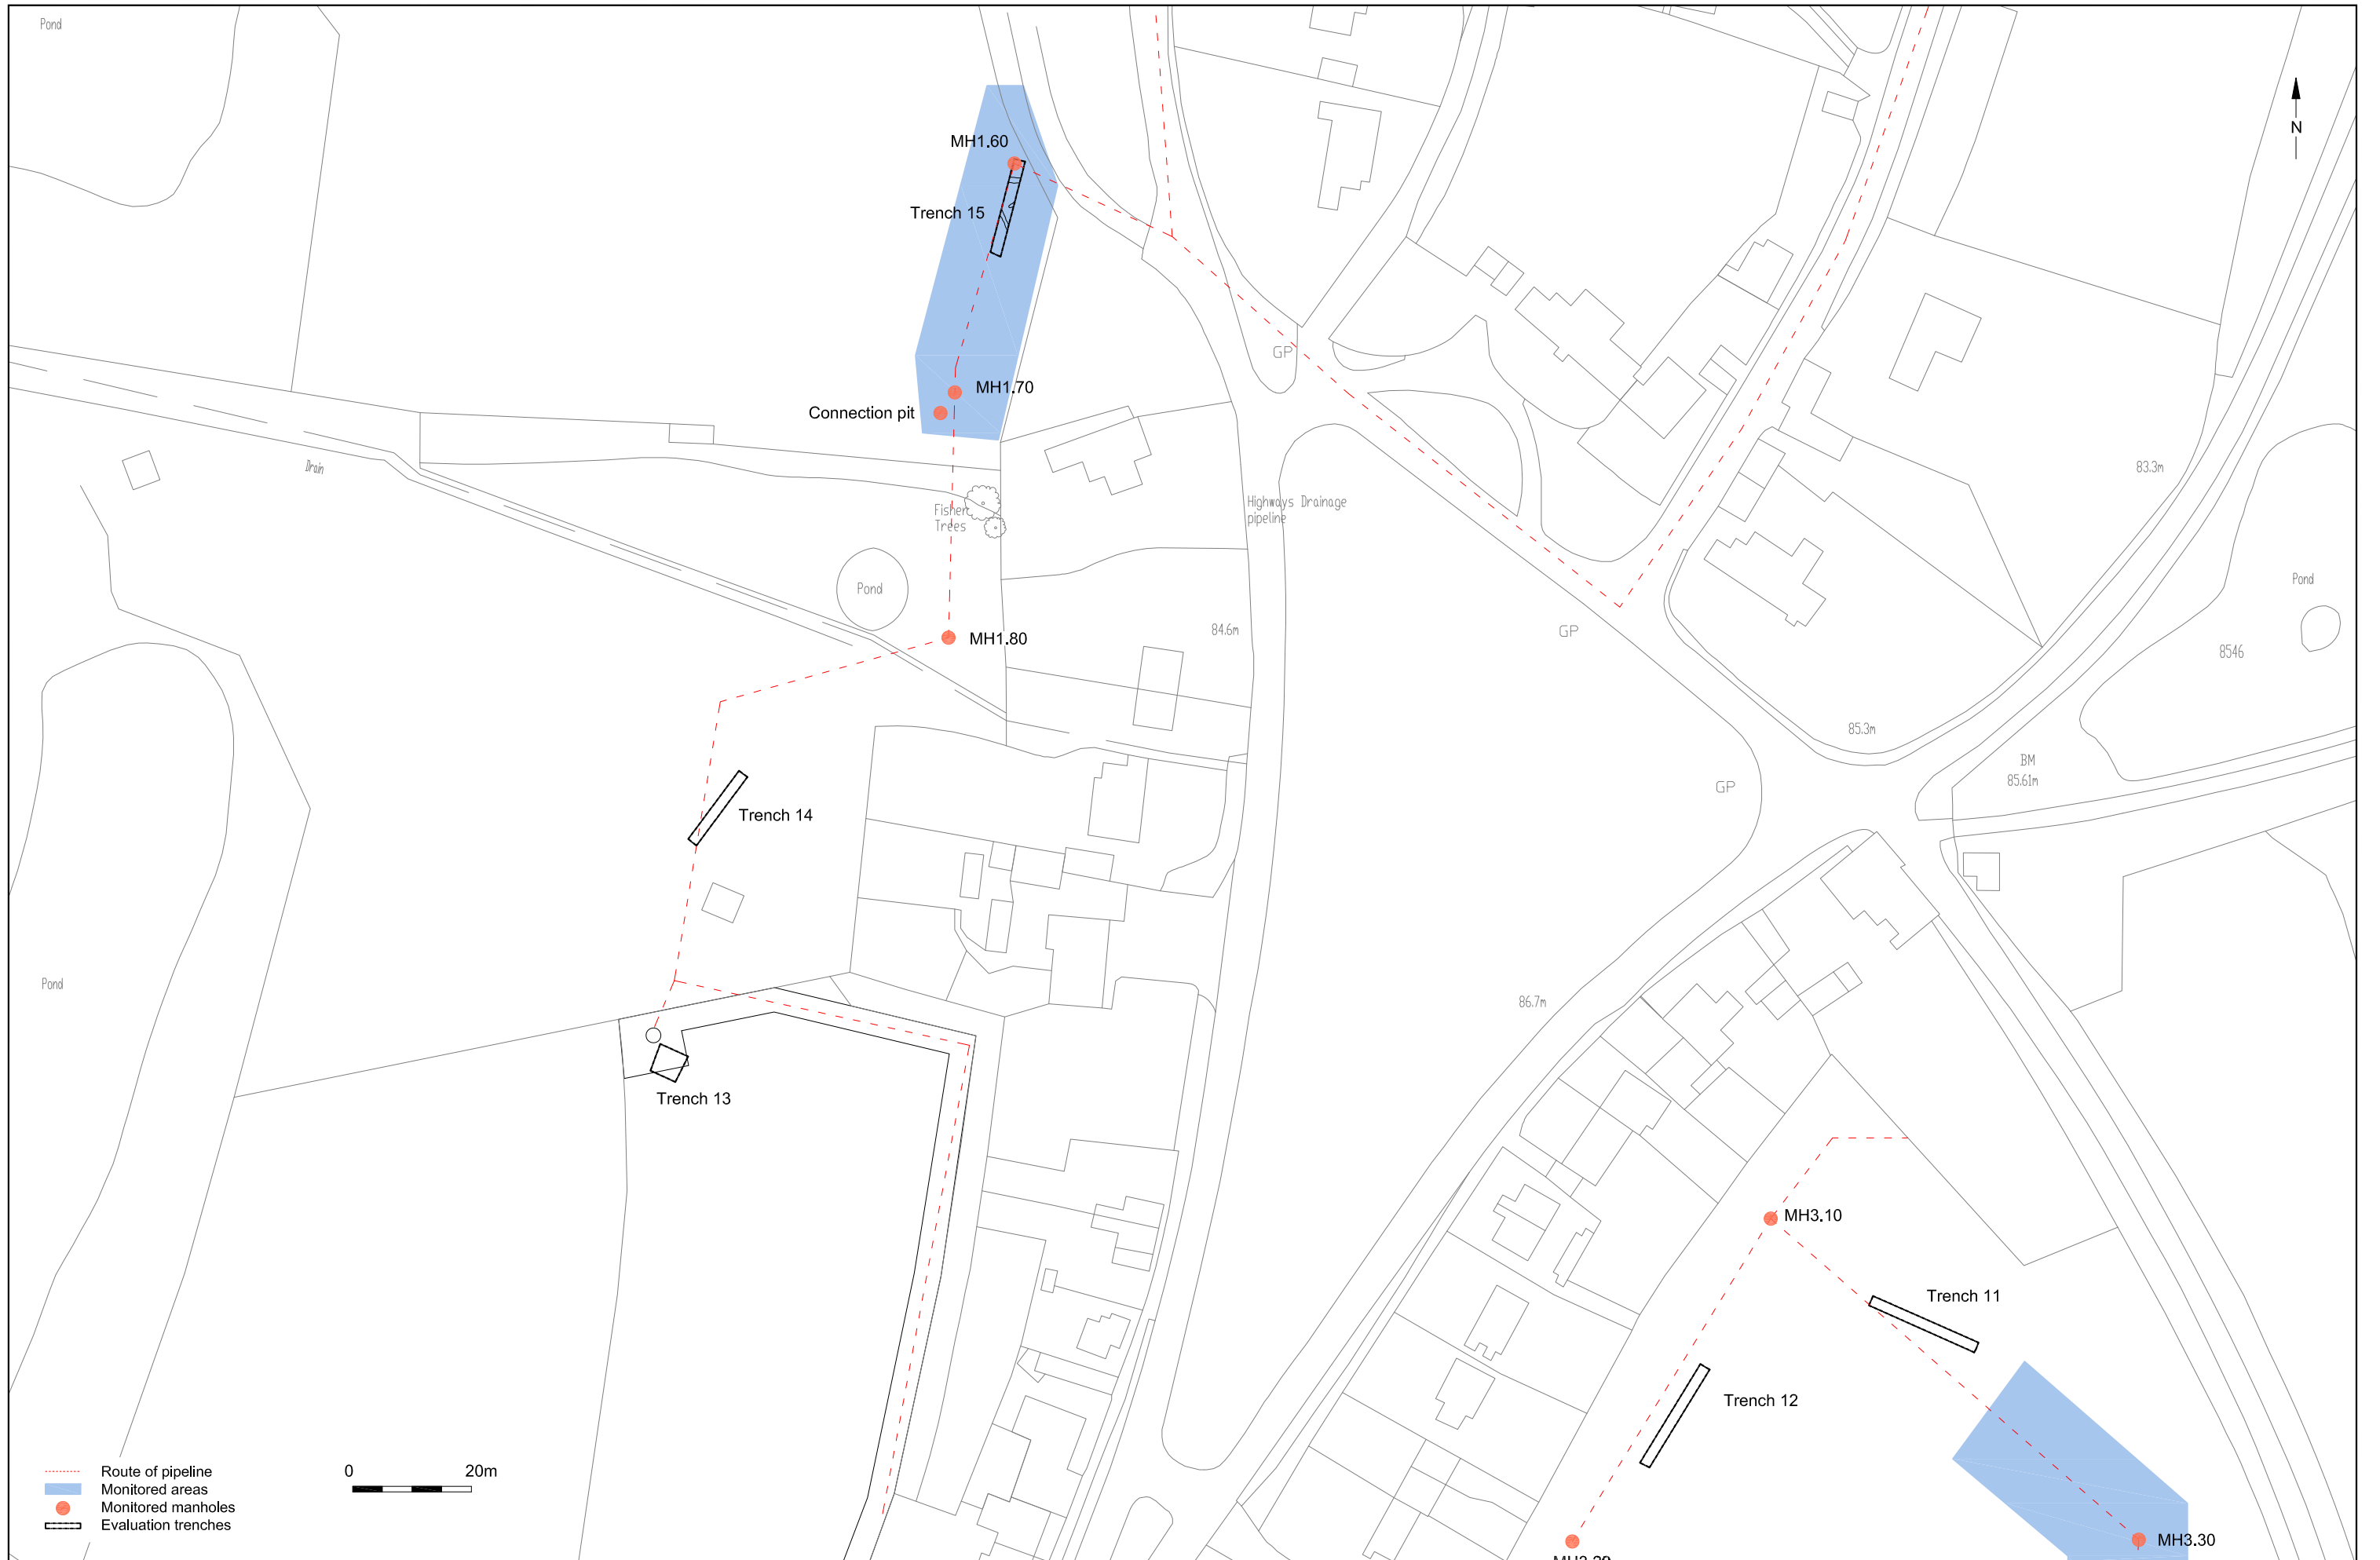 Pond
N
MH1.60
Trench 15
GP
MH1.70
Connection pit
Drain
83.3m
Highways Drainage
pipeline
Fisher
Trees
Pond
Pond
84.6m
GP
MH1.80
8546
85.3m
BM
85.61m
GP
Trench 14
Pond
86.7m
Trench 13
MH3.10
Trench 11
Trench 12
0 20m
Route of pipeline
Monitored areas
Monitored manholes
Evaluation trenches
MH3.30